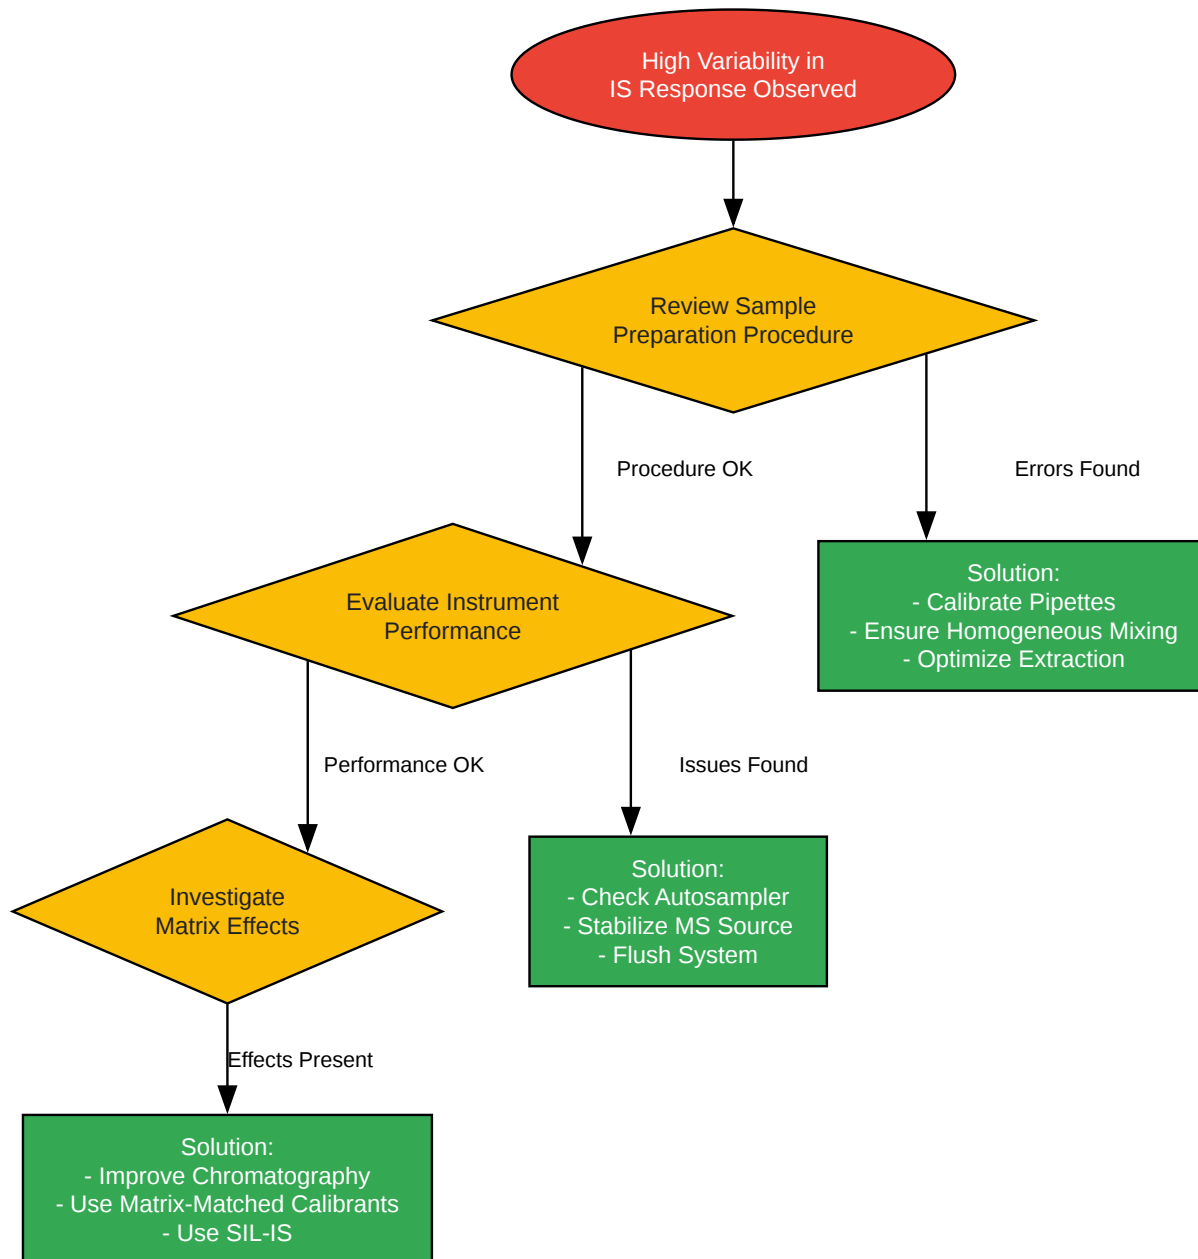 High Variability in
IS Response Observed
Review Sample
Preparation Procedure
Procedure OK
Errors Found
Evaluate Instrument
Performance
Solution:
- Calibrate Pipettes
- Ensure Homogeneous Mixing
- Optimize Extraction
Performance OK
Issues Found
Investigate
Matrix Effects
Solution:
- Check Autosampler
- Stabilize MS Source
- Flush System
Effects Present
Solution:
- Improve Chromatography
- Use Matrix-Matched Calibrants
- Use SIL-IS